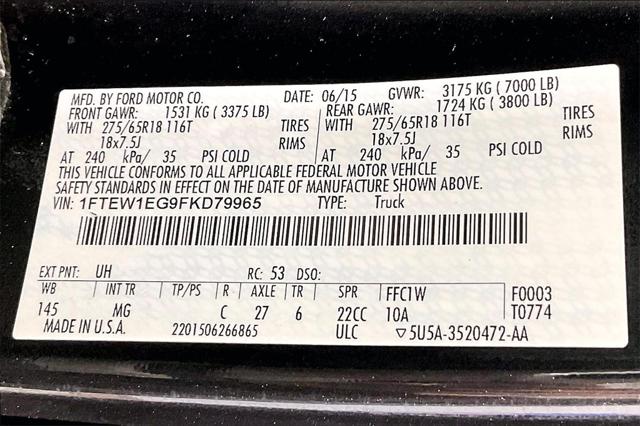 MFD. BY FORD MOTOR CO. DATE: 06/15 GVWR: 3175 KG ( 7000 LB)
FRONT GAWR: 1531 KG ( 3375 LB) REAR GAWR: 1724 KG ( 3800 LB)
WITH 275/65R18 116T TIRES WITH 275/65R18 116T TIRES
18x7.5J RIMS 18x7.5J RIMS
AT 240 kPa/ 35 PSI COLD AT 240 kPa/ 35 PSI COLD
THIS VEHICLE CONFORMS TO ALL APPLICABLE FEDERAL MOTOR VEHICLE
SAFETY STANDARDS IN EFFECT ON THE DATE OF MANUFACTURE SHOWN ABOVE.
VIN: 1FTEW1EG9FKD79965 TYPE: Truck
EXT PNT: UH RC: 53 DSO:
WB INT TR TP/PS R AXLE TR SPR FFC1W F0003
145 MG C 27 6 22CC 10A T0774
MADE IN U.S.A. 2201506266865 ULC ▽5U5A-3520472-AA